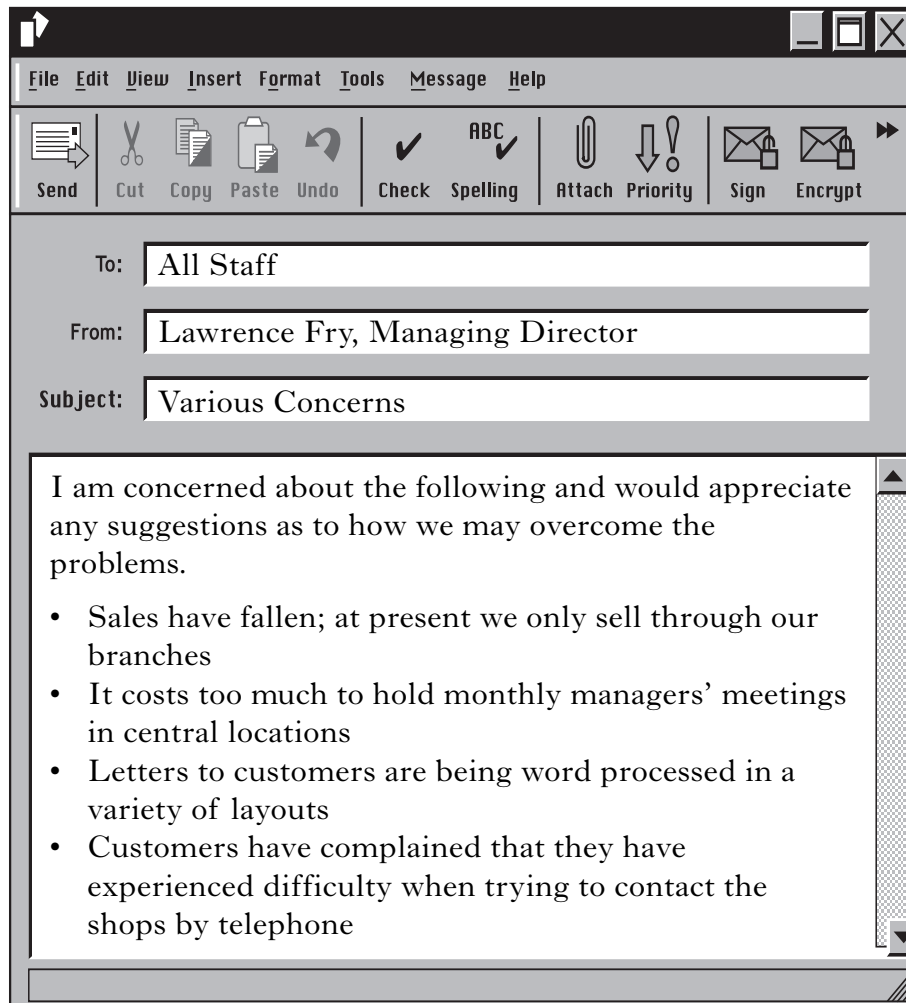 File Edit View Insert Format Tools Message Help
ABC
Send Cut Copy Paste Undo Check Spelling Attach Priority Sign Encrypt
To: All Staff
From: Lawrence Fry, Managing Director
Subject: Various Concerns
I am concerned about the following and would appreciate
any suggestions as to how we may overcome the
problems.
• Sales have fallen; at present we only sell through our
branches
• It costs too much to hold monthly managers’ meetings
in central locations
• Letters to customers are being word processed in a
variety of layouts
• Customers have complained that they have
experienced difficulty when trying to contact the
shops by telephone